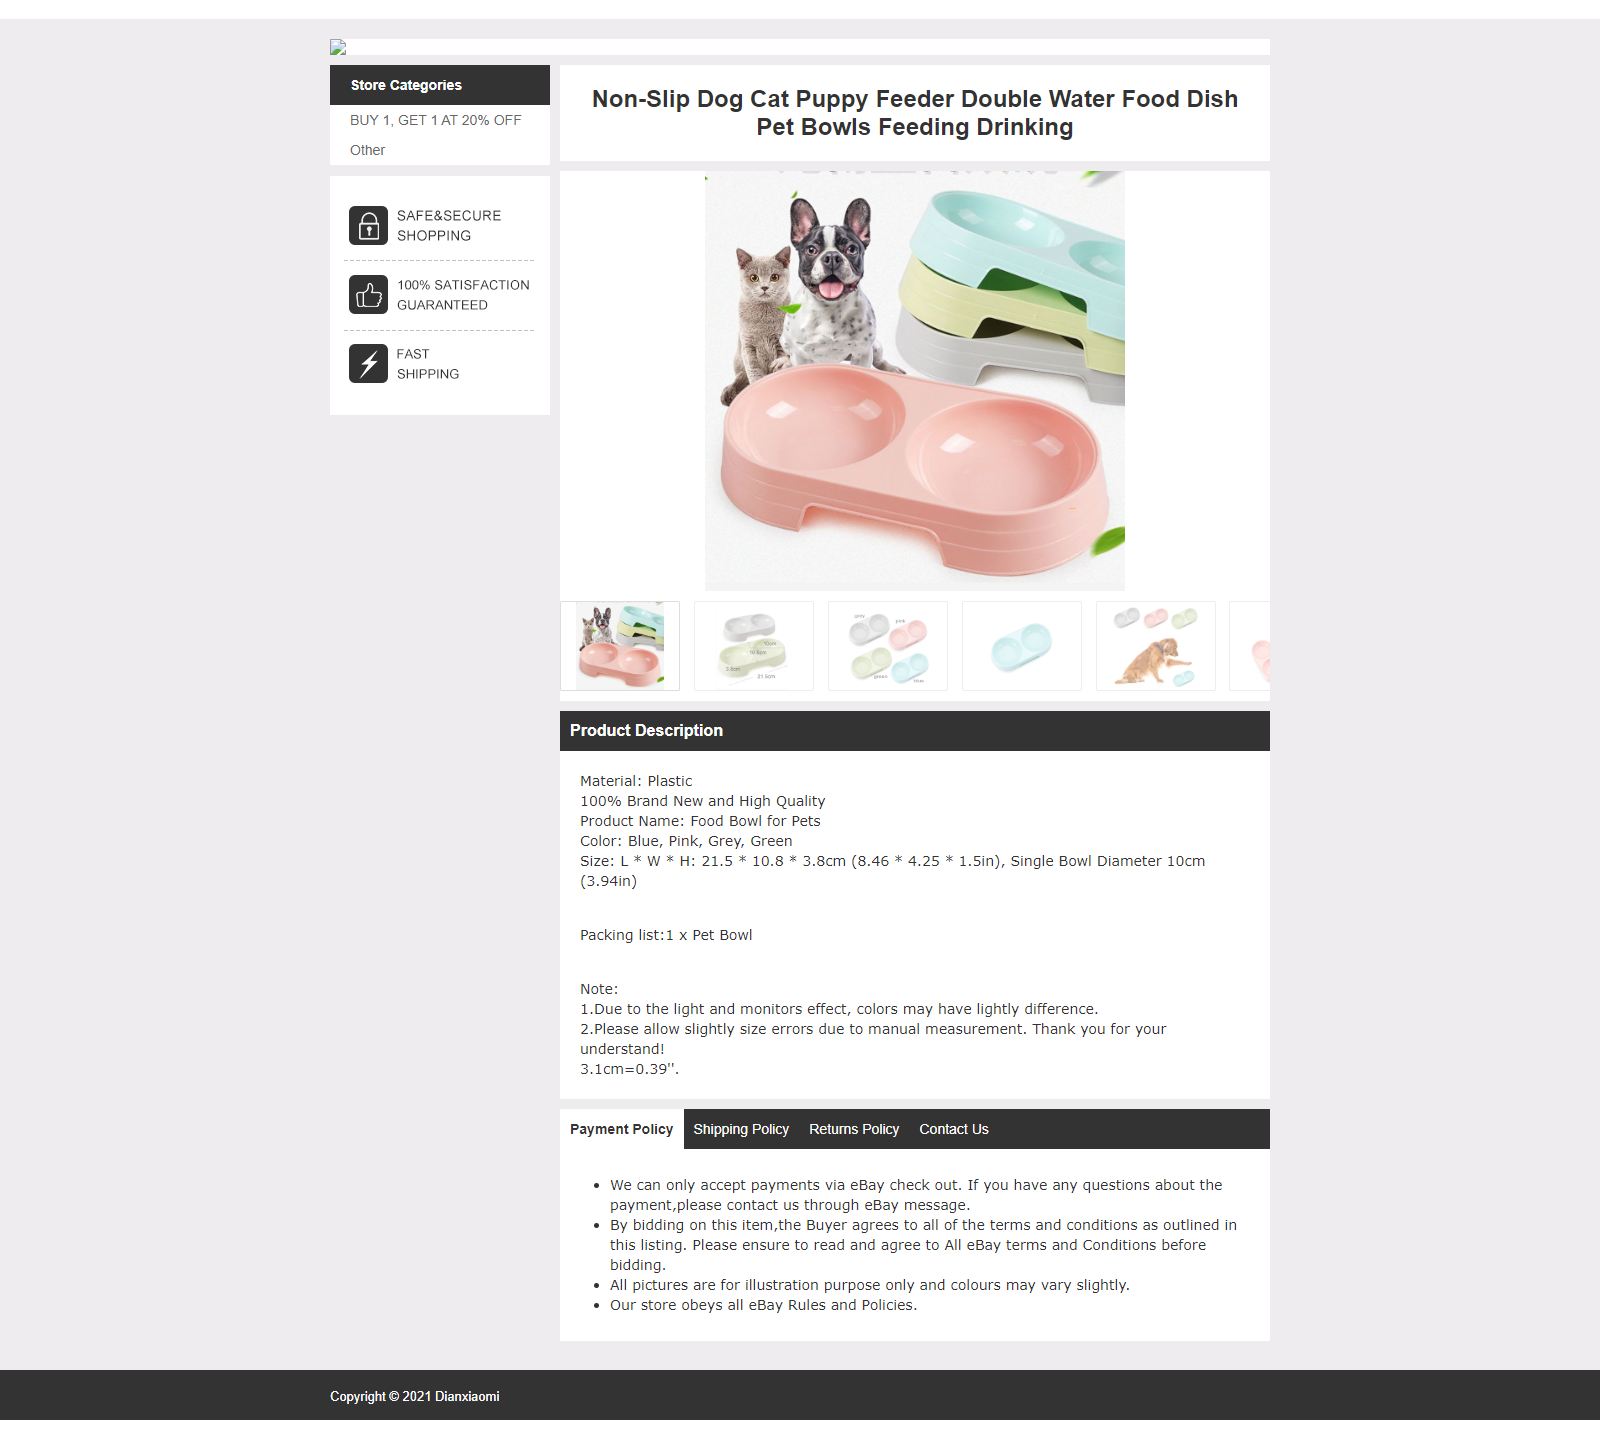 Store Categories
BUY 1, GET 1 AT 20% OFF
Other
SAFE&SECURE
SHOPPING
100% SATISFACTION
GUARANTEED
FAST
SHIPPING
Non-Slip Dog Cat Puppy Feeder Double Water Food Dish
Pet Bowls Feeding Drinking
grey
pink
green
blue
10cm
21.5cm
Product Description
Material: Plastic
100% Brand New and High Quality
Product Name: Food Bowl for Pets
Color: Blue, Pink, Grey, Green
Size: L * W * H: 21.5 * 10.8 * 3.8cm (8.46 * 4.25 * 1.5in), Single Bowl Diameter 10cm
(3.94in)
Packing list:1 x Pet Bowl
Note:
1.Due to the light and monitors effect, colors may have lightly difference.
2.Please allow slightly size errors due to manual measurement. Thank you for your
understand!
3.1cm=0.39''.
Payment Policy
Shipping Policy
Returns Policy
Contact Us
We can only accept payments via eBay check out. If you have any questions about the
payment,please contact us through eBay message.
By bidding on this item,the Buyer agrees to all of the terms and conditions as outlined in
this listing. Please ensure to read and agree to All eBay terms and Conditions before
bidding.
All pictures are for illustration purpose only and colours may vary slightly.
Our store obeys all eBay Rules and Policies.
Copyright © 2021 Dianxiaomi